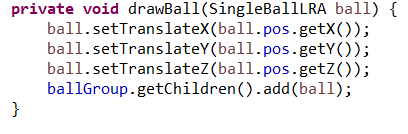 private void drawBall(SingleBallLRA ball) {
    ball.setTranslateX(ball.pos.getX());
    ball.setTranslateY(ball.pos.getY());
    ball.setTranslateZ(ball.pos.getZ());
    ballGroup.getChildren().add(ball);
}